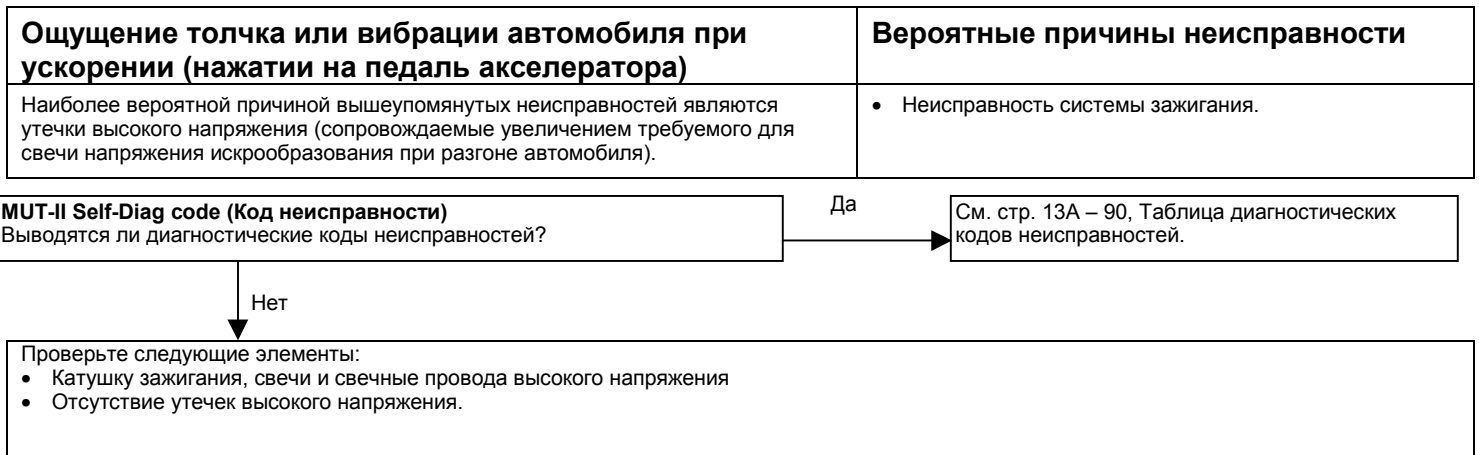 Ощущение толчка или вибрации автомобиля при
ускорении (нажатии на педаль акселератора)
Вероятные причины неисправности
Наиболее вероятной причиной вышеупомянутых неисправностей являются
утечки высокого напряжения (сопровождаемые увеличением требуемого для
свечи напряжения искрообразования при разгоне автомобиля).
• Неисправность системы зажигания.
MUT-II Self-Diag code (Код неисправности)
Выводятся ли диагностические коды неисправностей?
Да
См. стр. 13A – 90, Таблица диагностических
кодов неисправностей.
Нет
Проверьте следующие элементы:
• Катушку зажигания, свечи и свечные провода высокого напряжения
• Отсутствие утечек высокого напряжения.